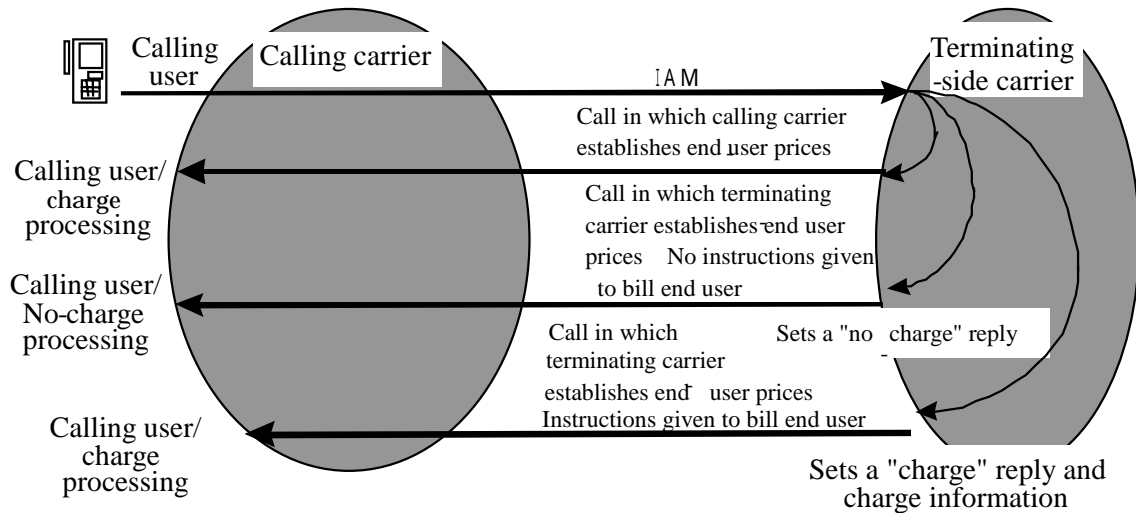 Calling
user
Calling carrier
Terminating
-side carrier
IAM
Call in which calling carrier
establishes end user prices
Calling user/
charge
processing
Call in which terminating
carrier establishes-end user
prices No instructions given
to bill end user
Calling user/
No-charge
processing
Sets a "no-charge" reply
Call in which
terminating carrier
establishes end- user prices
Instructions given to bill end user
Calling user/
charge
processing
Sets a "charge" reply and
charge information